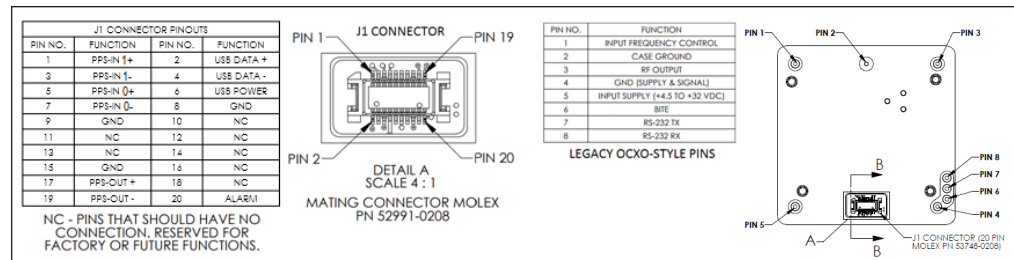 J1 CONNECTOR PINOUTS
PIN NO. FUNCTION PIN NO. FUNCTION
1 PPS-IN 1+ 2 USB DATA +
3 PPS-IN 1- 4 USB DATA -
5 PPS-IN 0+ 6 USB POWER
7 PPS-IN 0- 8 GND
9 GND 10 NC
11 NC 12 NC
13 NC 14 NC
15 GND 16 NC
17 PPS-OUT + 18 NC
19 PPS-OUT - 20 ALARM
NC - PINS THAT SHOULD HAVE NO
CONNECTION. RESERVED FOR
FACTORY OR FUTURE FUNCTIONS.
J1 CONNECTOR
PIN 1
PIN 19
PIN 2
PIN 20
DETAIL A
SCALE 4 : 1
MATING CONNECTOR MOLEX
PN 52991-0208
PIN NO. FUNCTION
1 INPUT FREQUENCY CONTROL
2 CASE GROUND
3 RF OUTPUT
4 GND (SUPPLY & SIGNAL)
5 INPUT SUPPLY (+4.5 TO +32 VDC)
6 BITE
7 RS-232 TX
8 RS-232 RX
LEGACY OCXO-STYLE PINS
PIN 1
PIN 2
PIN 3
PIN 8
PIN 7
PIN 6
PIN 5
PIN 4
B
A
B
J1 CONNECTOR (20 PIN
MOLEX PN 53748-0208)